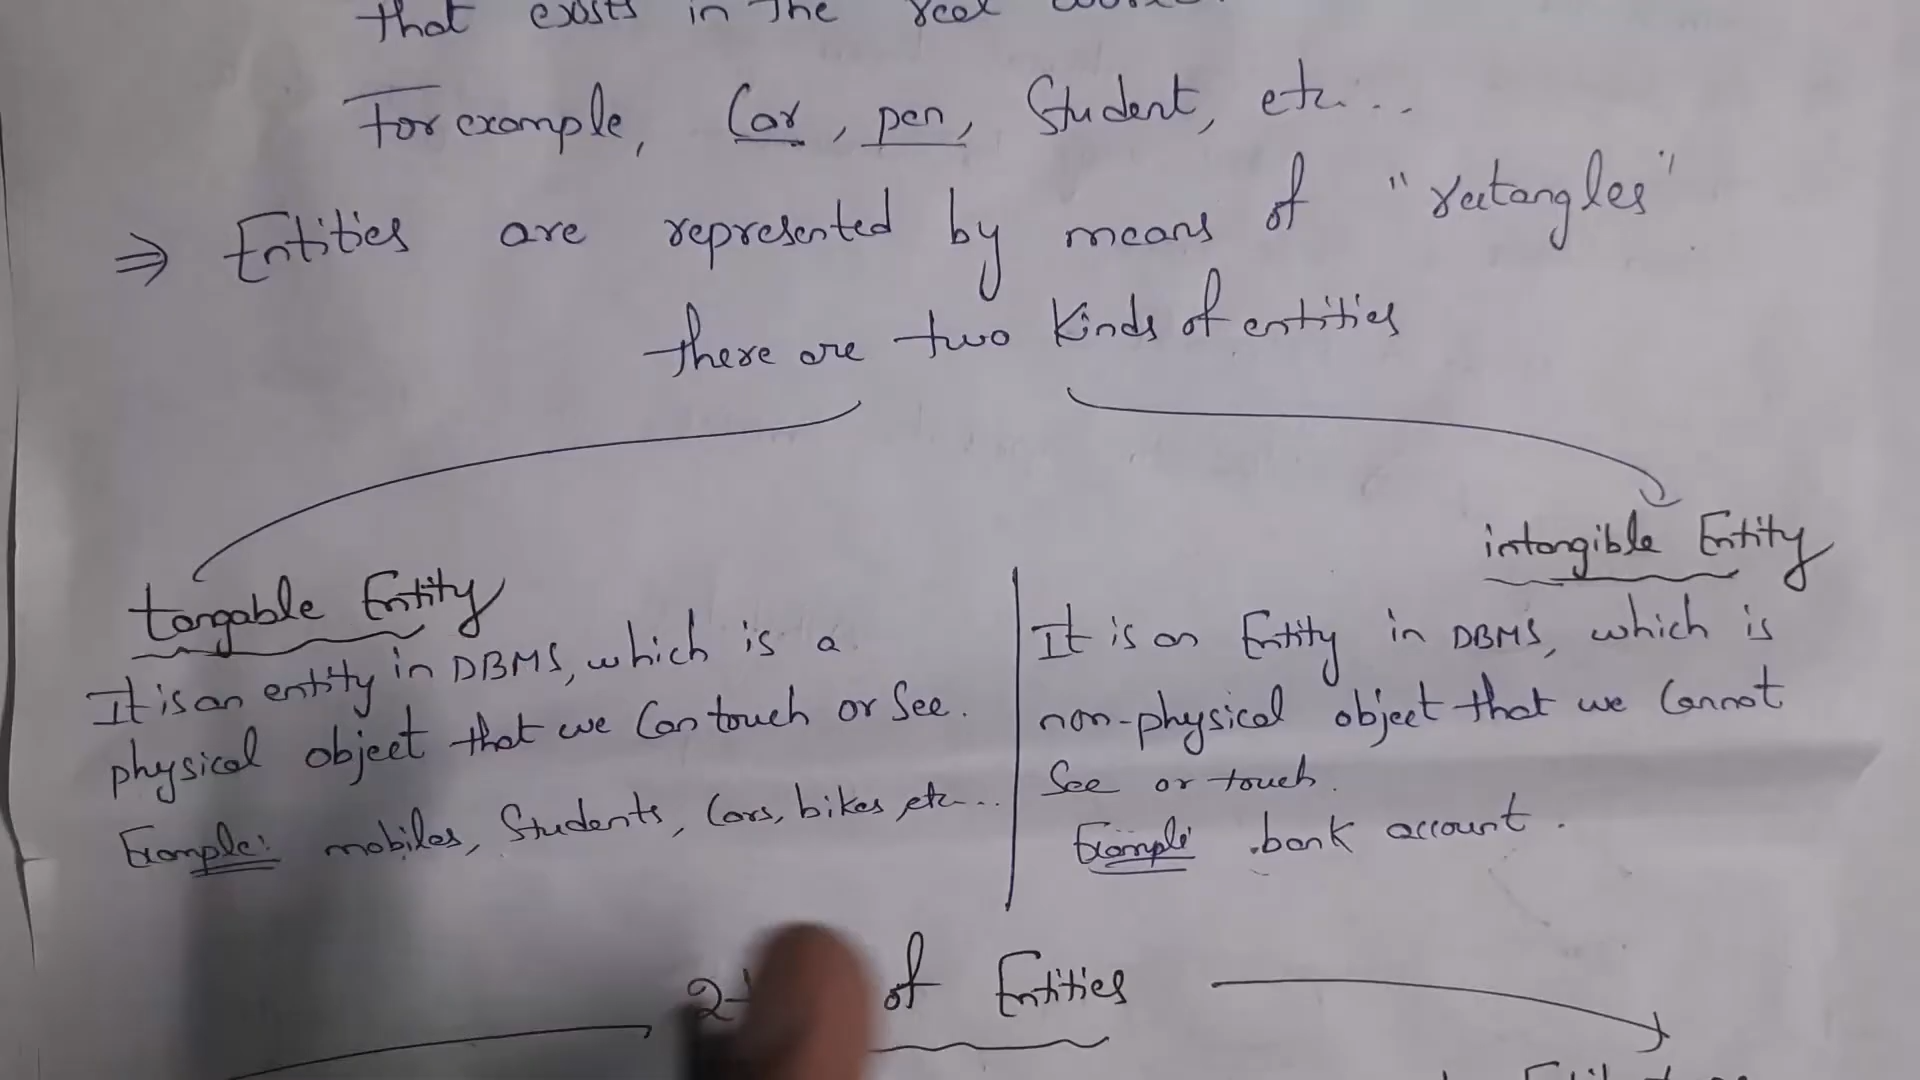 that exists in the real
For example, Car, pen, Student, etc...
⇒ Entities are represented by means of "rectangles"
there are two kinds of entities
tangable Entity
It is an entity in DBMS, which is a
physical object that we can touch or see.
Example: mobiles, Students, Cars, bikes, etc...
intangible Entity
It is an Entity in DBMS, which is
non-physical object that we cannot
see or touch.
Example: bank account.
2 of Entities